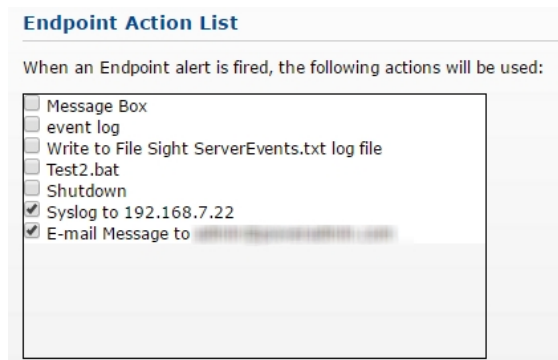 Endpoint Action List
When an Endpoint alert is fired, the following actions will be used:
Message Box
event log
Write to File Sight ServerEvents.txt log file
Test2.bat
Shutdown
Syslog to 192.168.7.22
E-mail Message to